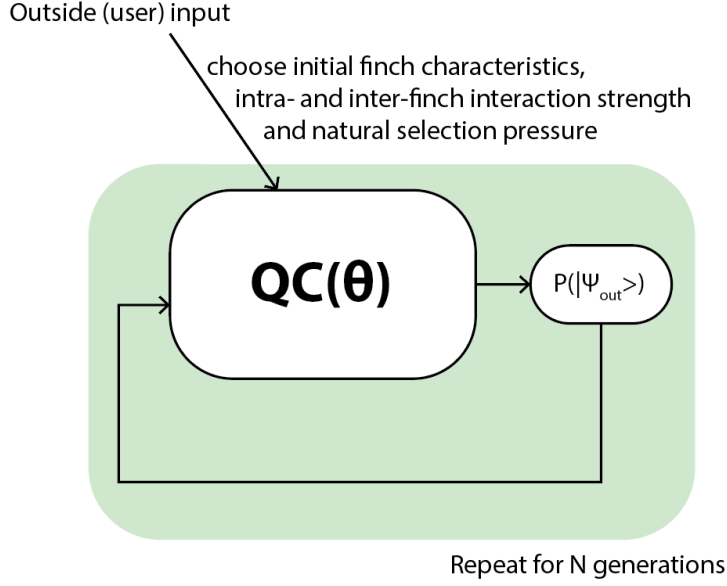 Outside (user) input
choose initial finch characteristics,
intra- and inter-finch interaction strength
and natural selection pressure
QC(θ)
P(|Ψout>)
Repeat for N generations